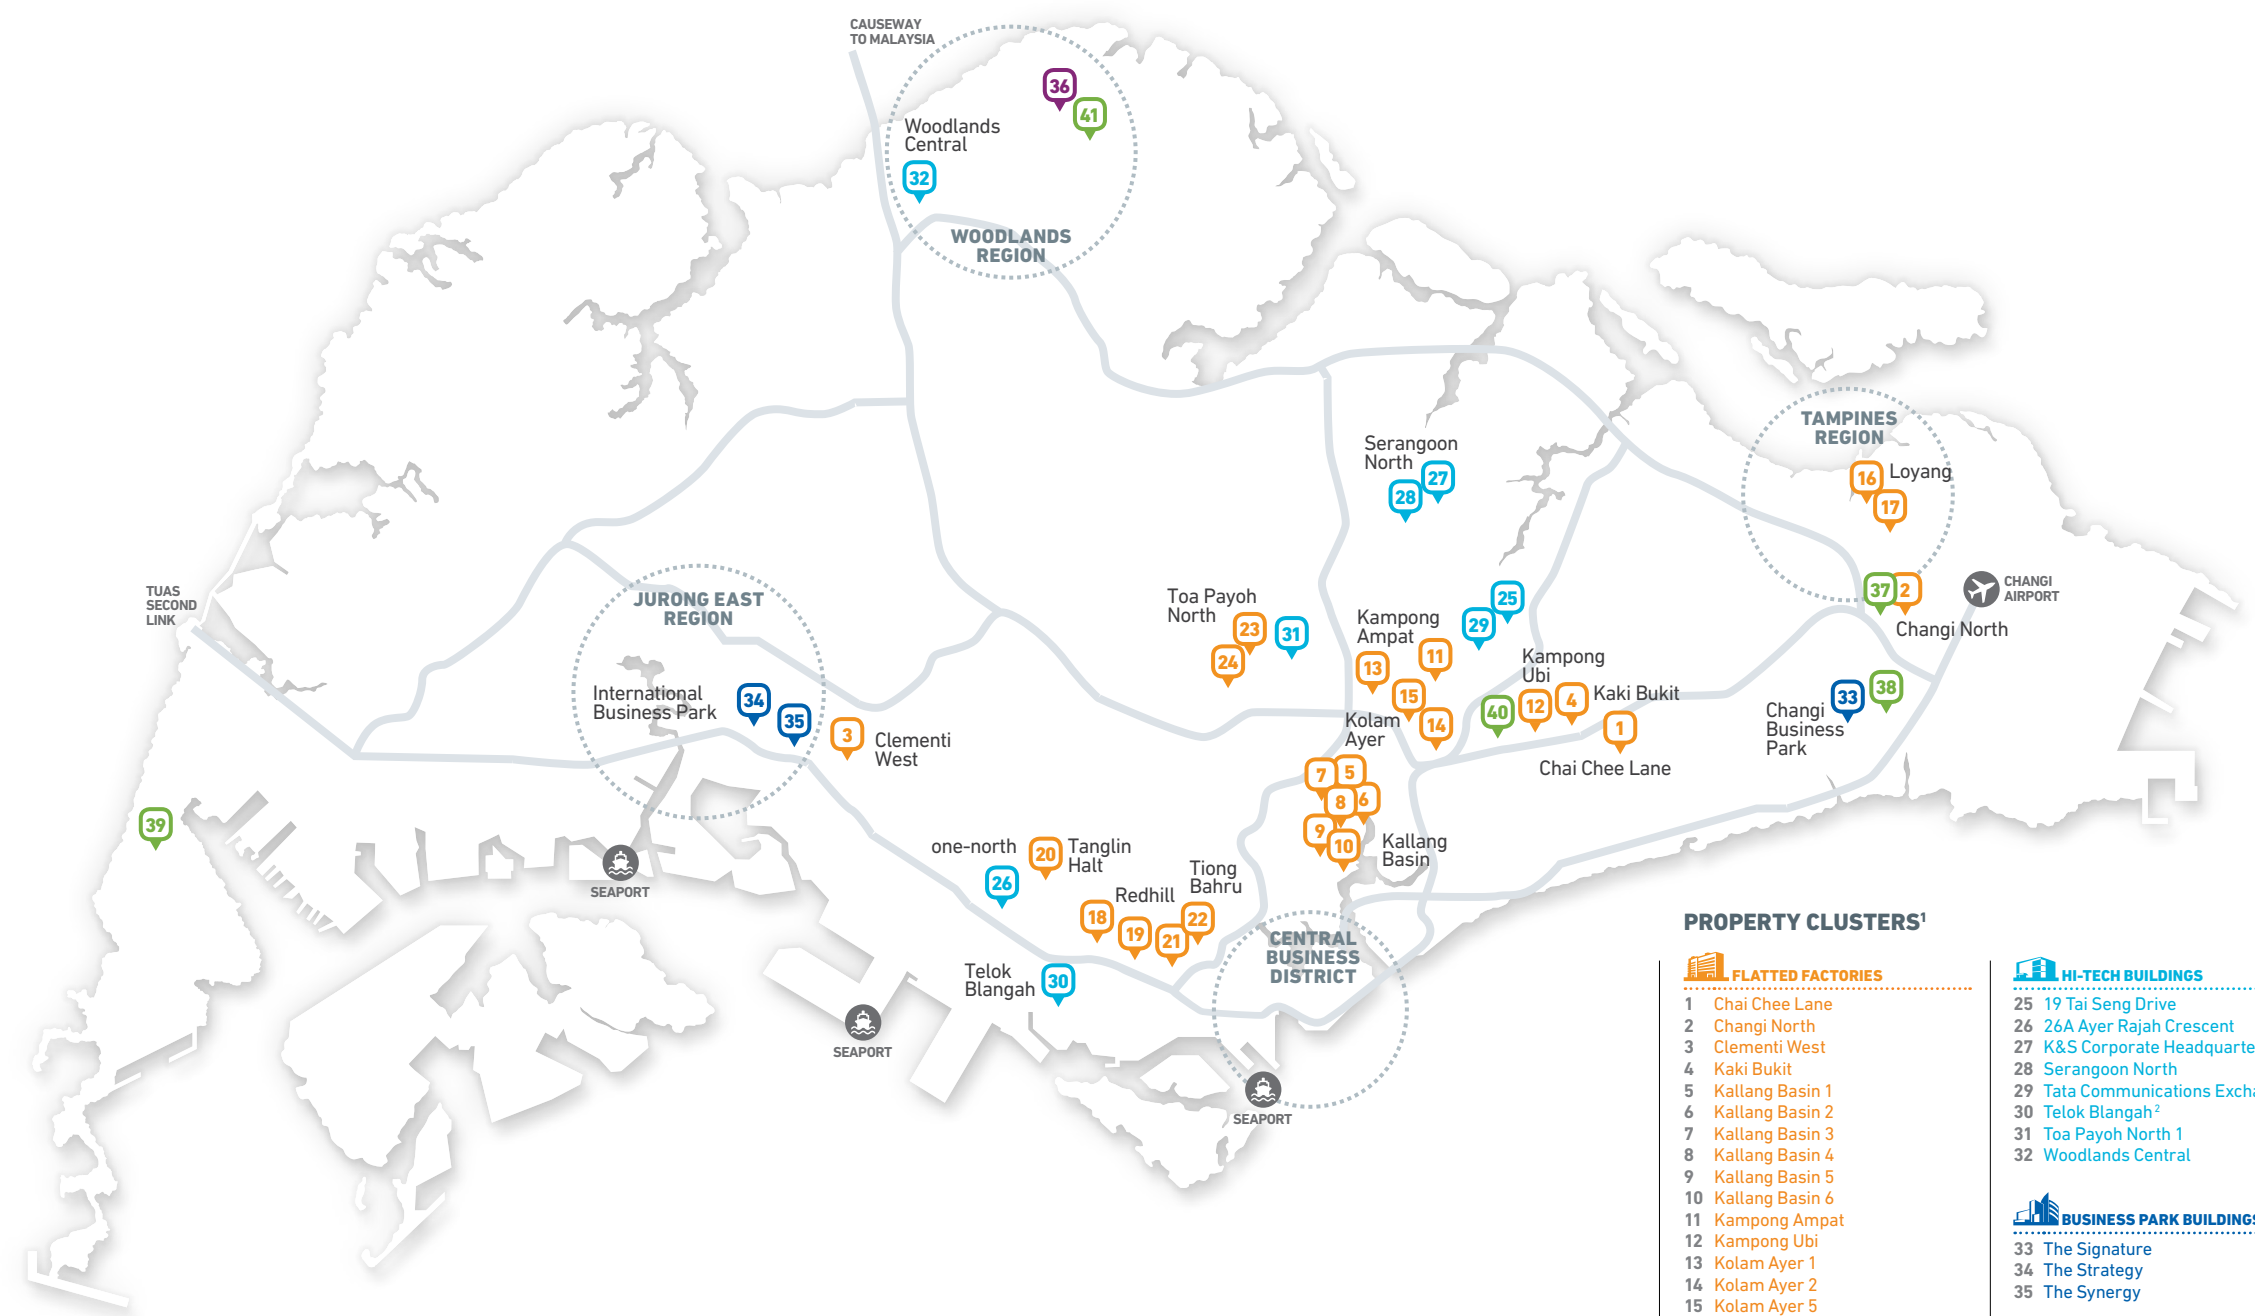 CAUSEWAY
TO MALAYSIA
36
41
Woodlands
Central
32
WOODLANDS
REGION
TAMPINES
REGION
Serangoon
North
27
28
16
Loyang
17
TUAS
SECOND
LINK
JURONG EAST
REGION
Toa Payoh
North
23
31
24
Kampong
Ampat
25
29
11
13
37
2
CHANGI
AIRPORT
Changi North
International
Business Park
34
35
3
Clementi
West
15
14
Kolam
Ayer
Kampong
Ubi
40
12
4
Kaki Bukit
1
Chai Chee Lane
33
38
Changi
Business
Park
7
5
8
6
9
10
Kallang
Basin
39
SEAPORT
one-north
26
20
Tanglin
Halt
Redhill
Tiong
Bahru
18
19
21
22
Telok
Blangah
30
CENTRAL
BUSINESS
DISTRICT
SEAPORT
SEAPORT
PROPERTY CLUSTERS¹
FLATTED FACTORIES
1 Chai Chee Lane
2 Changi North
3 Clementi West
4 Kaki Bukit
5 Kallang Basin 1
6 Kallang Basin 2
7 Kallang Basin 3
8 Kallang Basin 4
9 Kallang Basin 5
10 Kallang Basin 6
11 Kampong Ampat
12 Kampong Ubi
13 Kolam Ayer 1
14 Kolam Ayer 2
15 Kolam Ayer 5
HI-TECH BUILDINGS
25 19 Tai Seng Drive
26 26A Ayer Rajah Crescent
27 K&S Corporate
28 Serangoon North
29 Tata Communications
30 Telok Blangah²
31 Toa Payoh North 1
32 Woodlands Central
BUSINESS PARK BUILDINGS
33 The Signature
34 The Strategy
35 The Synergy